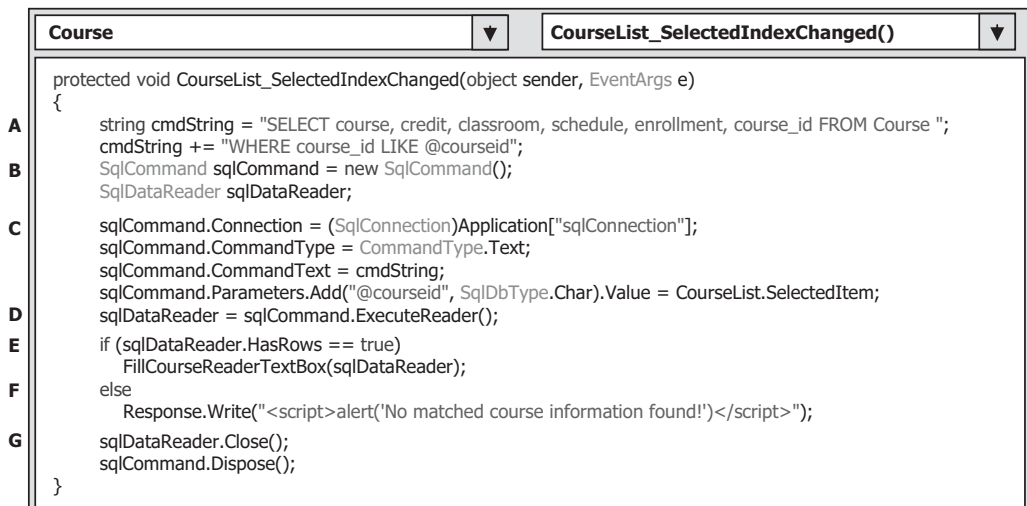 Course CourseList_SelectedIndexChanged()
protected void CourseList_SelectedIndexChanged(object sender, EventArgs e)
{
A string cmdString = "SELECT course, credit, classroom, schedule, enrollment, course_id FROM Course ";
cmdString += "WHERE course_id LIKE @courseid";
B SqlCommand sqlCommand = new SqlCommand();
SqlDataReader sqlDataReader;
C sqlCommand.Connection = (SqlConnection)Application["sqlConnection"];
sqlCommand.CommandType = CommandType.Text;
sqlCommand.CommandText = cmdString;
sqlCommand.Parameters.Add("@courseid", SqlDbType.Char).Value = CourseList.SelectedItem;
D sqlDataReader = sqlCommand.ExecuteReader();
E if (sqlDataReader.HasRows == true)
FillCourseReaderTextBox(sqlDataReader);
F else
Response.Write("<script>alert('No matched course information found!')</script>");
G sqlDataReader.Close();
sqlCommand.Dispose();
}